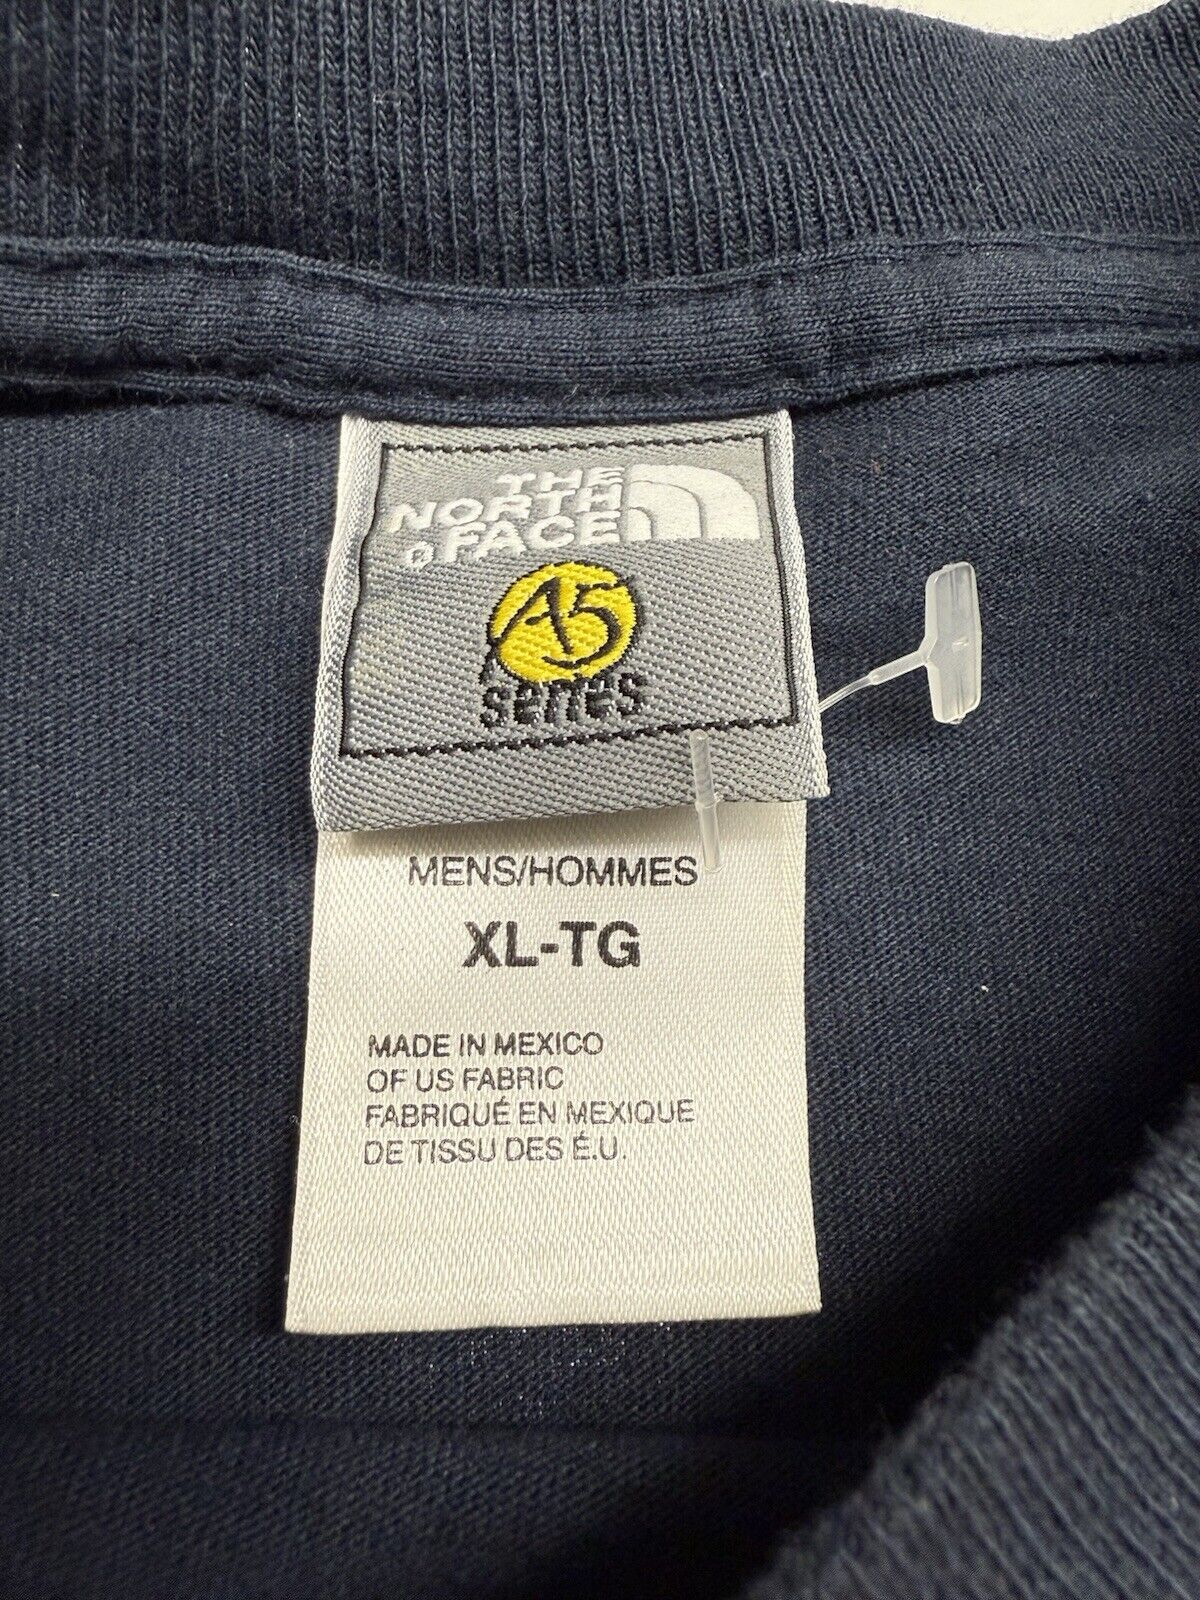 THE
NORTH
FACE
A5
series
MENS/HOMMES
XL-TG
MADE IN MEXICO
OF US FABRIC
FABRIQUÉ EN MEXIQUE
DE TISSU DES É.U.